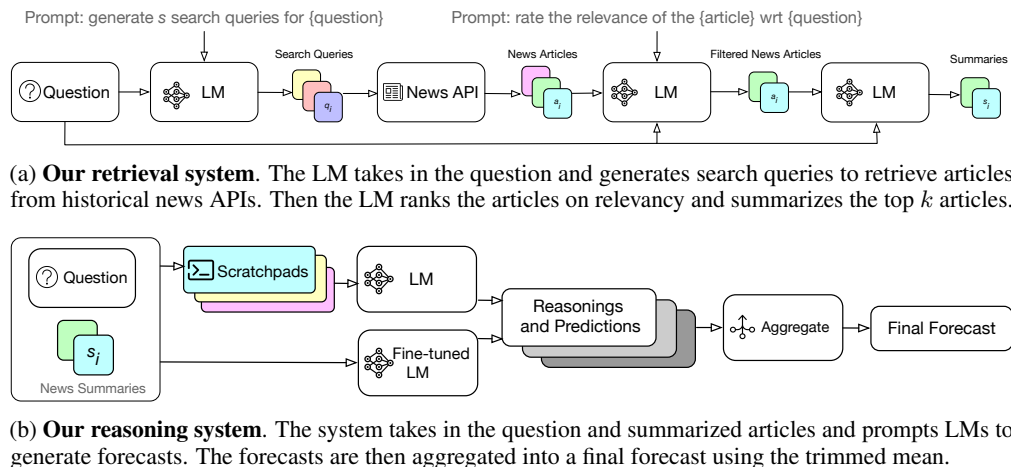 Prompt: generate s search queries for {question}
Prompt: rate the relevance of the {article} wrt {question}
Search Queries
News Articles
Filtered News Articles
Summaries
Question
LM
q_i
News API
a_i
LM
a_i
LM
s_i
(a) Our retrieval system. The LM takes in the question and generates search queries to retrieve articles
from historical news APIs. Then the LM ranks the articles on relevancy and summarizes the top k articles.
Question
s_i
News Summaries
Scratchpads
LM
Fine-tuned
LM
Reasonings
and Predictions
Aggregate
Final Forecast
(b) Our reasoning system. The system takes in the question and summarized articles and prompts LMs to
generate forecasts. The forecasts are then aggregated into a final forecast using the trimmed mean.